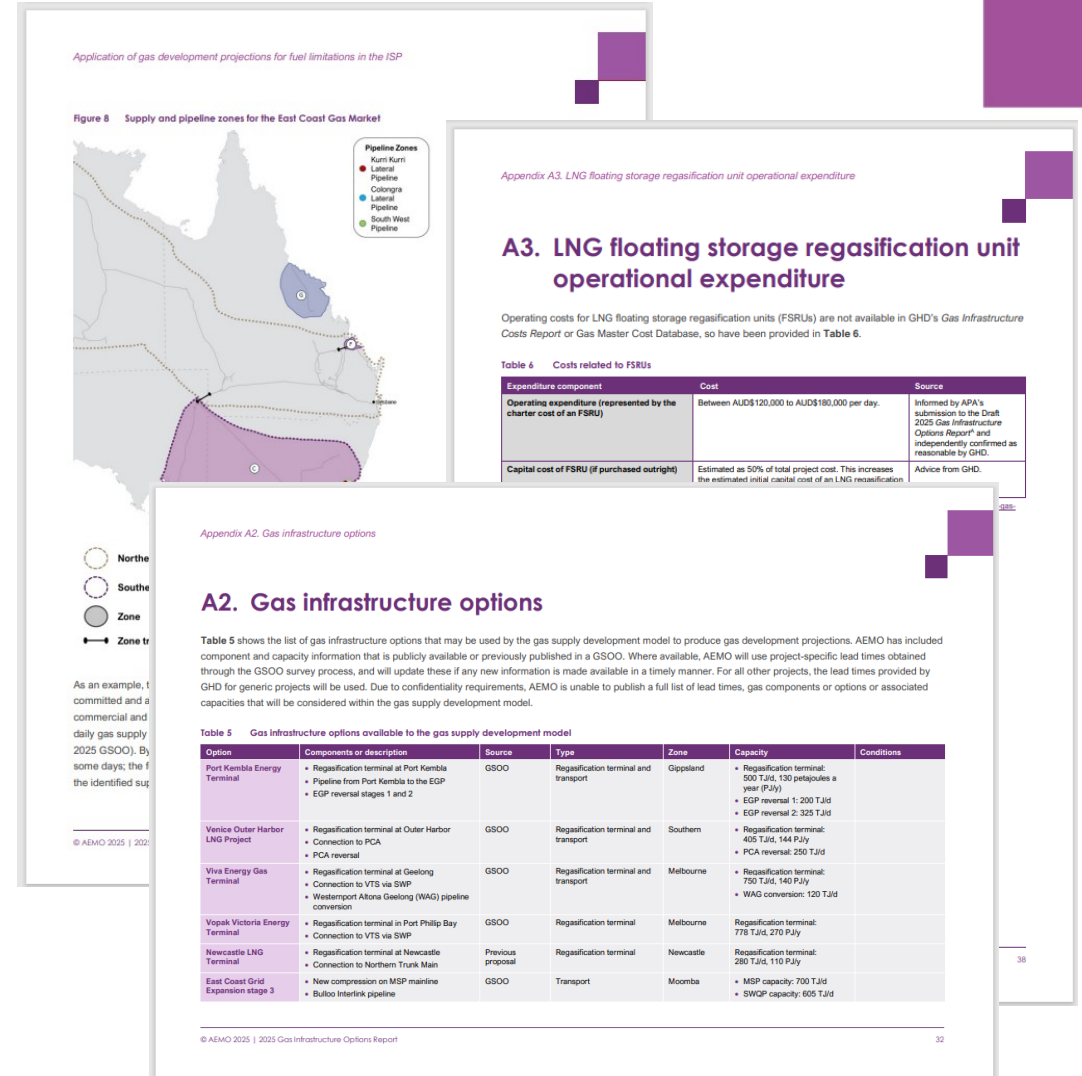 Application of gas development projections for fuel limitations in the ISP
Figure 8 Supply and pipeline zones for the East Coast Gas Market
Pipeline Zones
Kurri Kurri
Lateral
Pipeline
Colongra
Lateral
Pipeline
South West
Pipeline
G
C
Northe
Southe
Zone
Zone tr
As an example, t
committed and a
commercial and
daily gas supply
2025 GSOO). By
some days; the f
the identified sup
© AEMO 2025 | 2025
Appendix A3. LNG floating storage regasification unit operational expenditure
A3. LNG floating storage regasification unit
operational expenditure
Operating costs for LNG floating storage regasification units (FSRUs) are not available in GHD's Gas Infrastructure
Costs Report or Gas Master Cost Database, so have been provided in Table 6.
Table 6 Costs related to FSRUs
Expenditure component Cost Source
Operating expenditure (represented by the
charter cost of an FSRU)
Between AUD$120,000 to AUD$180,000 per day.
Informed by APA's
submission to the Draft
2025 Gas Infrastructure
Options Report^ and
independently confirmed as
reasonable by GHD.
Capital cost of FSRU (if purchased outright)
Estimated as 50% of total project cost. This increases
the estimated initial capital cost of an LNG regasification
Advice from GHD.
-gas-
38
Appendix A2. Gas infrastructure options
A2. Gas infrastructure options
Table 5 shows the list of gas infrastructure options that may be used by the gas supply development model to produce gas development projections. AEMO has included
component and capacity information that is publicly available or previously published in a GSOO. Where available, AEMO will use project-specific lead times obtained
through the GSOO survey process, and will update these if any new information is made available in a timely manner. For all other projects, the lead times provided by
GHD for generic projects will be used. Due to confidentiality requirements, AEMO is unable to publish a full list of lead times, gas components or options or associated
capacities that will be considered within the gas supply development model.
Table 5 Gas infrastructure options available to the gas supply development model
Option Components or description Source Type Zone Capacity Conditions
Port Kembla Energy
Terminal
• Regasification terminal at Port Kembla
• Pipeline from Port Kembla to the EGP
• EGP reversal stages 1 and 2
GSOO
Regasification terminal and
transport
Gippsland
• Regasification terminal:
500 TJ/d, 130 petajoules a
year (PJ/y)
• EGP reversal 1: 200 TJ/d
• EGP reversal 2: 325 TJ/d
Venice Outer Harbor
LNG Project
• Regasification terminal at Outer Harbor
• Connection to PCA
• PCA reversal
GSOO
Regasification terminal and
transport
Southern
• Regasification terminal:
405 TJ/d, 144 PJ/y
• PCA reversal: 250 TJ/d
Viva Energy Gas
Terminal
• Regasification terminal at Geelong
• Connection to VTS via SWP
• Westernport Altona Geelong (WAG) pipeline
conversion
GSOO
Regasification terminal and
transport
Melbourne
• Regasification terminal:
750 TJ/d, 140 PJ/y
• WAG conversion: 120 TJ/d
Vopak Victoria Energy
Terminal
• Regasification terminal in Port Phillip Bay
• Connection to VTS via SWP
GSOO
Regasification terminal
Melbourne
Regasification terminal:
778 TJ/d, 270 PJ/y
Newcastle LNG
Terminal
• Regasification terminal at Newcastle
• Connection to Northern Trunk Main
Previous
proposal
Regasification terminal
Newcastle
Regasification terminal:
280 TJ/d, 110 PJ/y
East Coast Grid
Expansion stage 3
• New compression on MSP mainline
• Bulloo Interlink pipeline
GSOO
Transport
Moomba
• MSP capacity: 700 TJ/d
• SWQP capacity: 605 TJ/d
© AEMO 2025 | 2025 Gas Infrastructure Options Report
32